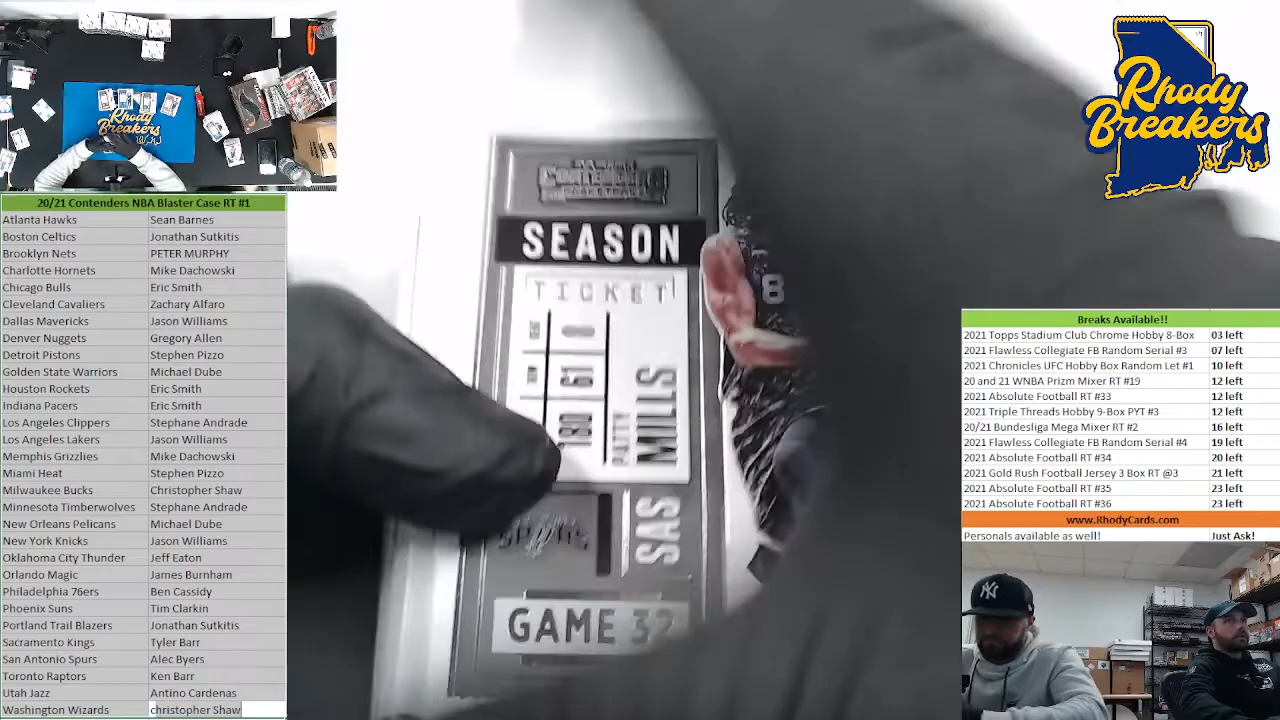 Rhody
Breakers
20/21 Contenders NBA Blaster Case RT #1
Atlanta Hawks Sean Barnes
Boston Celtics Jonathan Sutkitis
Brooklyn Nets PETER MURPHY
Charlotte Hornets Mike Dachowski
Chicago Bulls Eric Smith
Cleveland Cavaliers Zachary Alfaro
Dallas Mavericks Jason Williams
Denver Nuggets Gregory Allen
Detroit Pistons Stephen Pizzo
Golden State Warriors Michael Dube
Houston Rockets Eric Smith
Indiana Pacers Eric Smith
Los Angeles Clippers Stephane Andrade
Los Angeles Lakers Jason Williams
Memphis Grizzlies Mike Dachowski
Miami Heat Stephen Pizzo
Milwaukee Bucks Christopher Shaw
Minnesota Timberwolves Stephane Andrade
New Orleans Pelicans Michael Dube
New York Knicks Jason Williams
Oklahoma City Thunder Jeff Eaton
Orlando Magic James Burnham
Philadelphia 76ers Ben Cassidy
Phoenix Suns Tim Clarkin
Portland Trail Blazers Jonathan Sutkitis
Sacramento Kings Tyler Barr
San Antonio Spurs Alec Byers
Toronto Raptors Ken Barr
Utah Jazz Antino Cardenas
Washington Wizards christopher Shaw
CONTENDERS
BASKETBALL
SEASON
TICKET
8
61
180
PATTY
MILLS
SPURS
SAS
GAME 32
8
Rhody
Breakers
Breaks Available!!
2021 Topps Stadium Club Chrome Hobby 8-Box 03 left
2021 Flawless Collegiate FB Random Serial #3 07 left
2021 Chronicles UFC Hobby Box Random Let #1 10 left
20 and 21 WNBA Prizm Mixer RT #19 12 left
2021 Absolute Football RT #33 12 left
2021 Triple Threads Hobby 9-Box PYT #3 12 left
20/21 Bundesliga Mega Mixer RT #2 16 left
2021 Flawless Collegiate FB Random Serial #4 19 left
2021 Absolute Football RT #34 20 left
2021 Gold Rush Football Jersey 3 Box RT @3 21 left
2021 Absolute Football RT #35 23 left
2021 Absolute Football RT #36 23 left
www.RhodyCards.com
Personals available as well! Just Ask!
NY